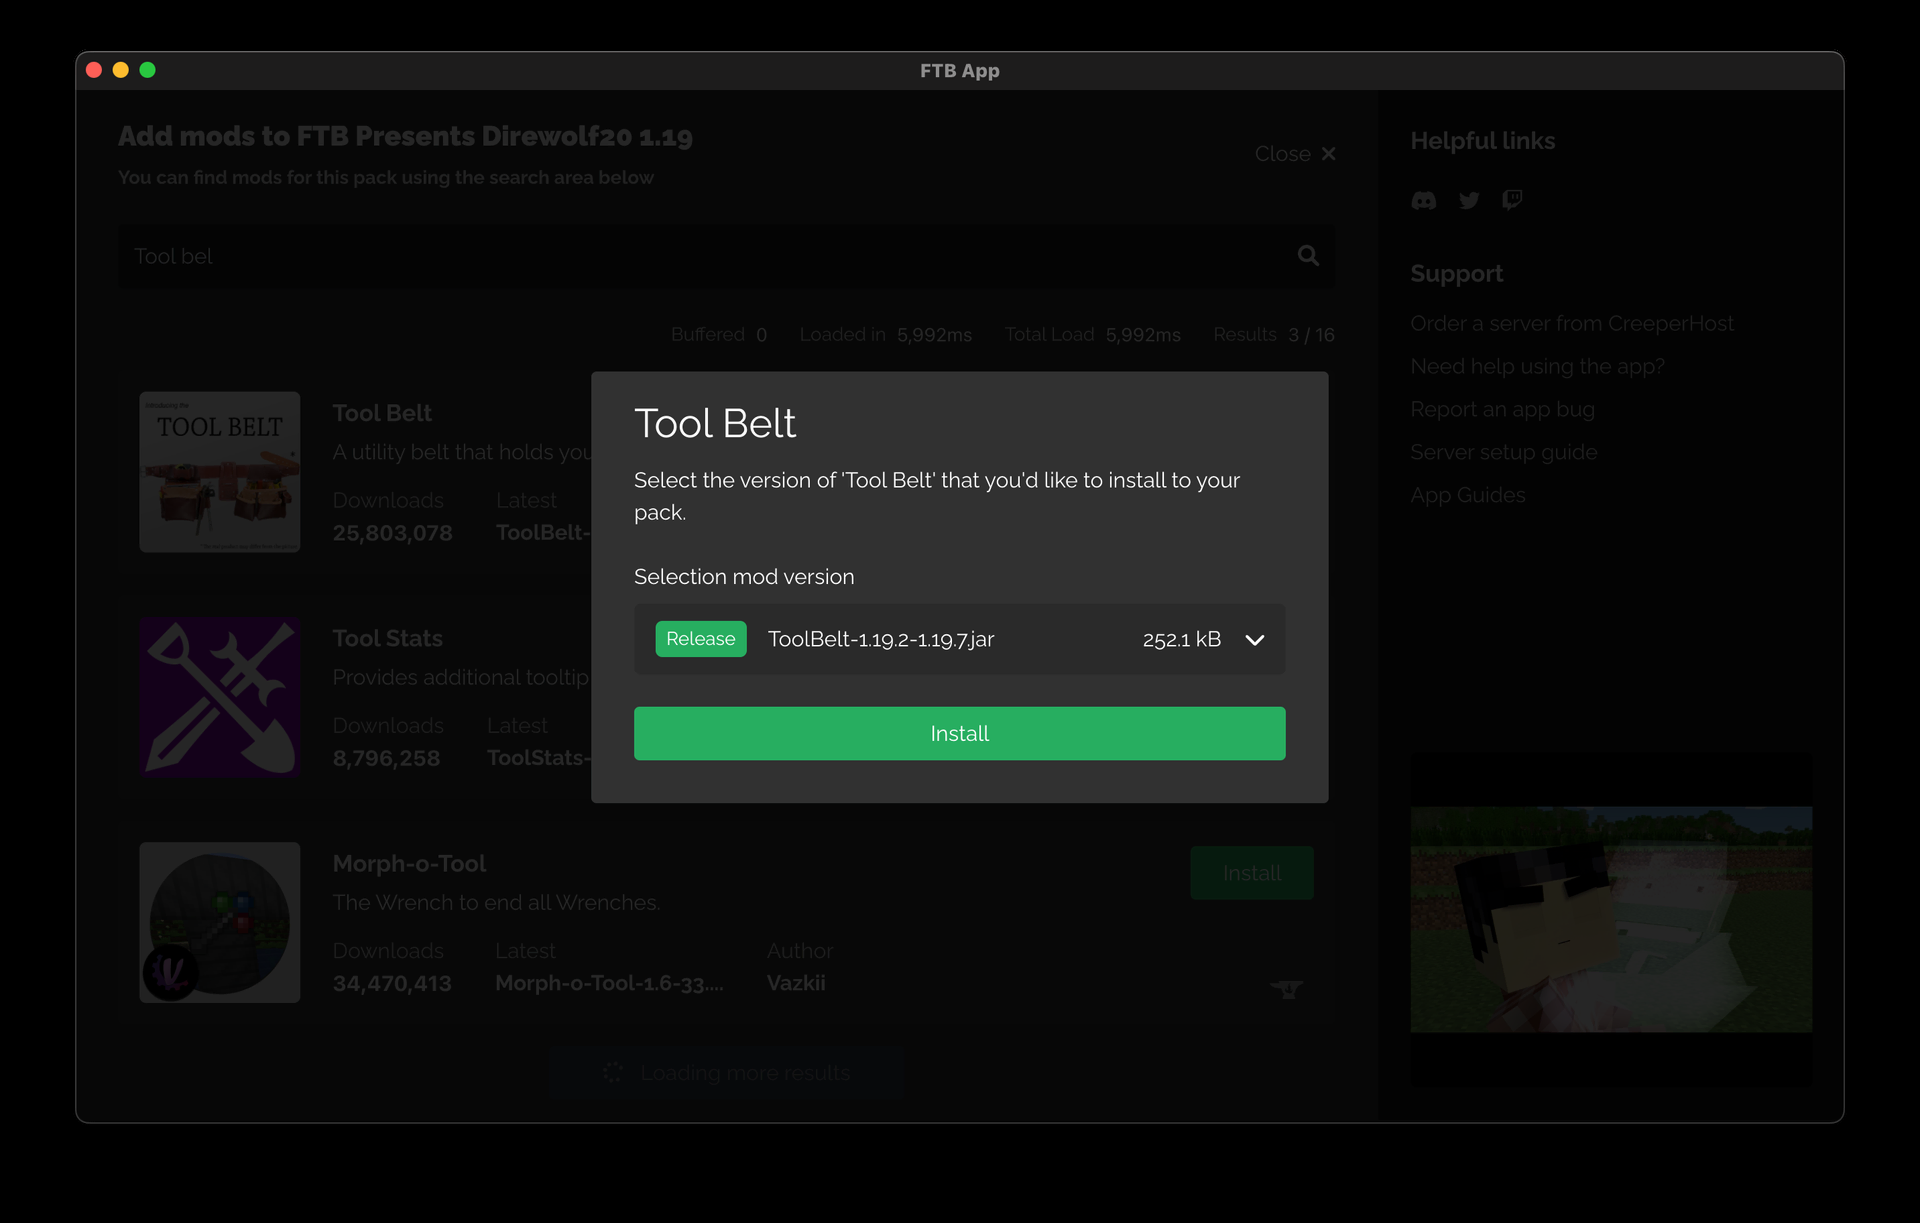 FTB App
Add mods to FTB Presents Direwolf20 1.19
You can find mods for this pack using the search area below
Close
Tool bel
Buffered 0 Loaded in 5,992ms Total Load 5,992ms Results 3 / 16
Introducing the
TOOL BELT
Tool Belt
A utility belt that holds you
Downloads Latest
25,803,078 ToolBelt-
Tool Stats
Provides additional tooltip
Downloads Latest
8,796,258 ToolStats-
Tool Belt
Select the version of 'Tool Belt' that you'd like to install to your
pack.
Selection mod version
Release ToolBelt-1.19.2-1.19.7.jar 252.1 kB
Install
Morph-o-Tool
The Wrench to end all Wrenches.
Install
Downloads Latest Author
34,470,413 Morph-o-Tool-1.6-33.... Vazkii
Loading more results
Helpful links
Support
Order a server from CreeperHost
Need help using the app?
Report an app bug
Server setup guide
App Guides